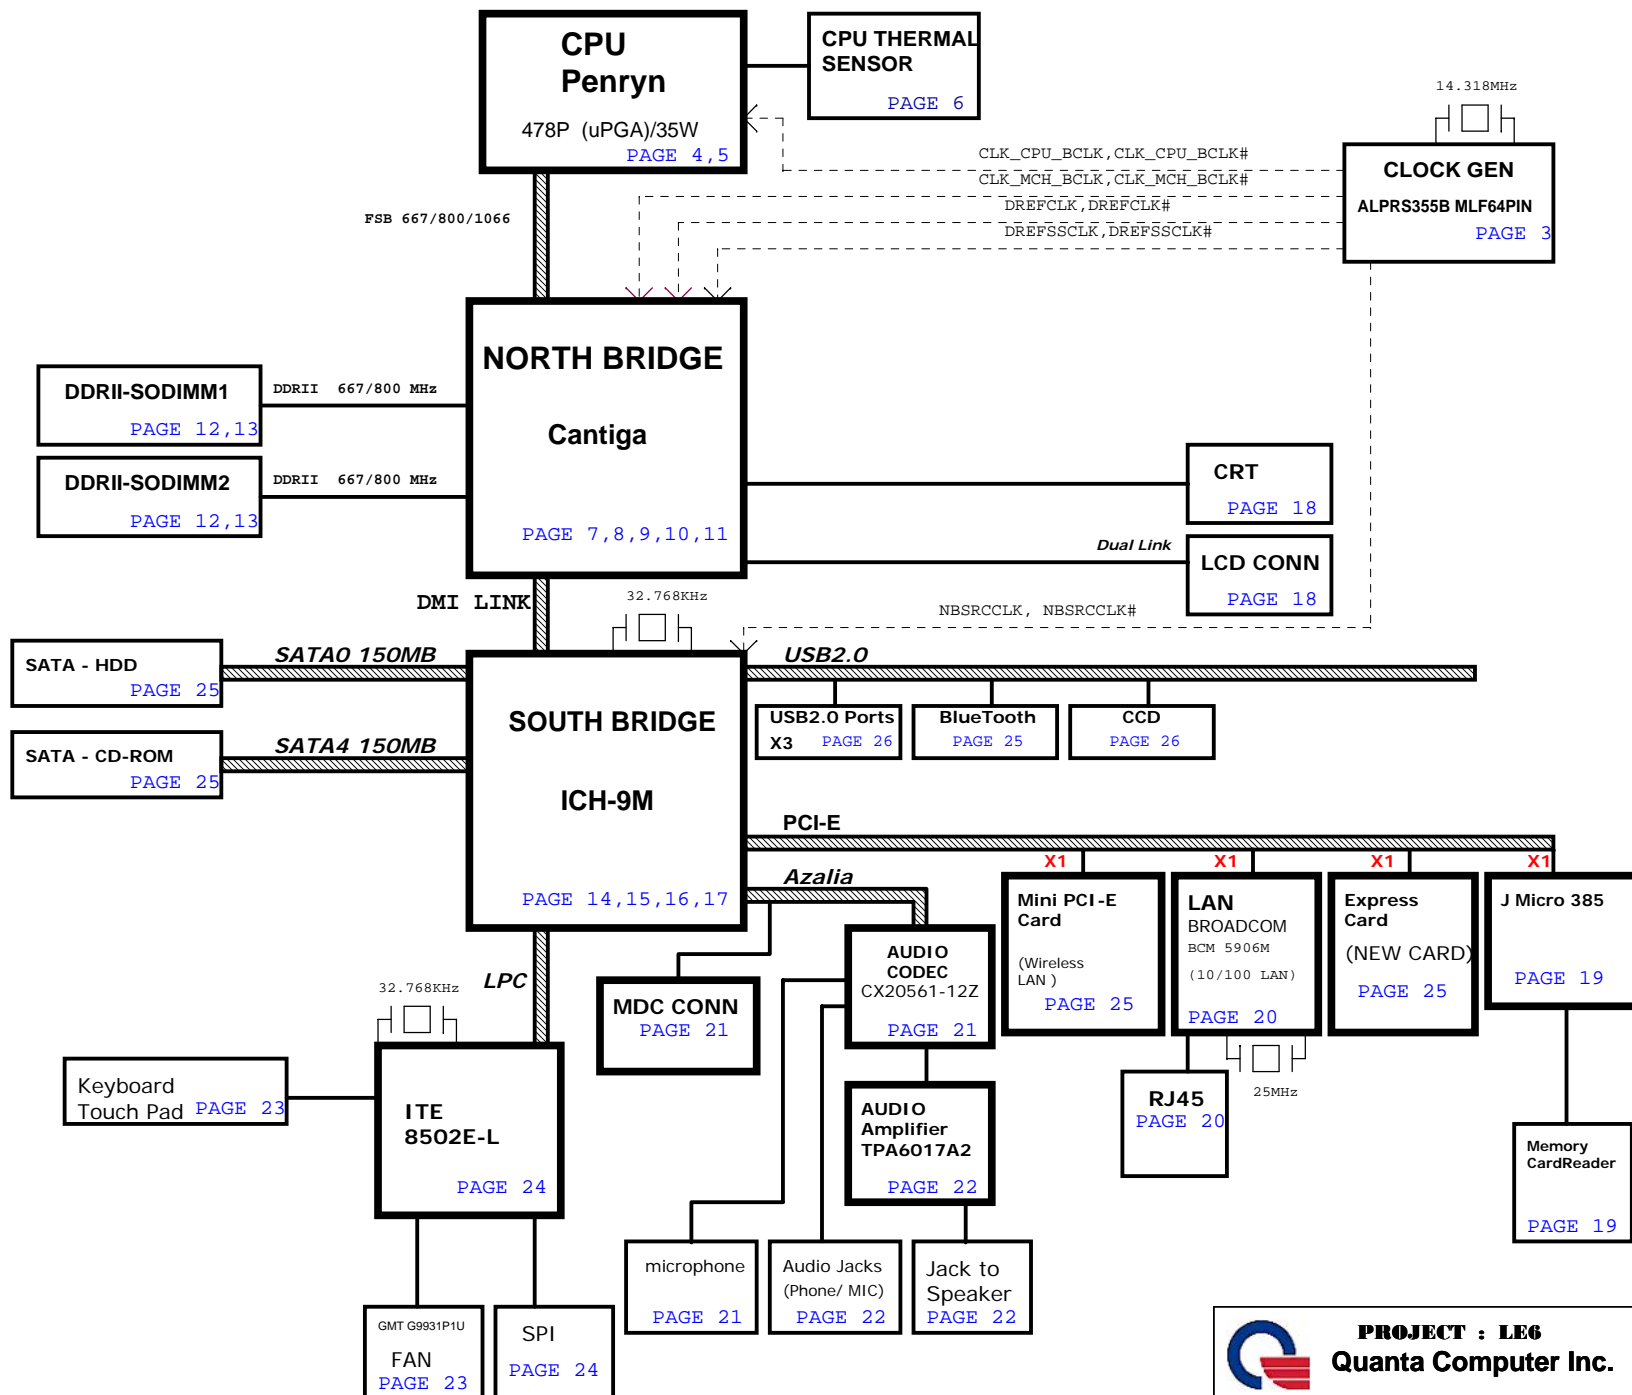 CPU
Penryn
478P (uPGA)/35W
PAGE 4,5
CPU THERMAL
SENSOR
PAGE 6
14.318MHz
CLOCK GEN
ALPRS355B MLF64PIN
PAGE 3
CLK_CPU_BCLK,CLK_CPU_BCLK#
CLK_MCH_BCLK,CLK_MCH_BCLK#
DREFCLK,DREFCLK#
DREFSSCLK,DREFSSCLK#
FSB 667/800/1066
NORTH BRIDGE
Cantiga
PAGE 7,8,9,10,11
DDRII-SODIMM1
PAGE 12,13
DDRII 667/800 MHz
DDRII-SODIMM2
PAGE 12,13
DDRII 667/800 MHz
CRT
PAGE 18
Dual Link
LCD CONN
PAGE 18
DMI LINK
32.768KHz
NBSRCCLK, NBSRCCLK#
SATA - HDD
PAGE 25
SATA0 150MB
SATA - CD-ROM
PAGE 25
SATA4 150MB
SOUTH BRIDGE
ICH-9M
PAGE 14,15,16,17
USB2.0
USB2.0 Ports
X3 PAGE 26
BlueTooth
PAGE 25
CCD
PAGE 26
PCI-E
X1
X1
X1
X1
Azalia
Mini PCI-E
Card
(Wireless
LAN )
PAGE 25
LAN
BROADCOM
BCM 5906M
(10/100 LAN)
PAGE 20
Express
Card
(NEW CARD)
PAGE 25
J Micro 385
PAGE 19
AUDIO
CODEC
CX20561-12Z
PAGE 21
MDC CONN
PAGE 21
LPC
32.768KHz
Keyboard
Touch Pad PAGE 23
ITE
8502E-L
PAGE 24
AUDIO
Amplifier
TPA6017A2
PAGE 22
RJ45
PAGE 20
25MHz
Memory
CardReader
PAGE 19
microphone
PAGE 21
Audio Jacks
(Phone/ MIC)
PAGE 22
Jack to
Speaker
PAGE 22
GMT G9931P1U
FAN
PAGE 23
SPI
PAGE 24
PROJECT : LE6
Quanta Computer Inc.